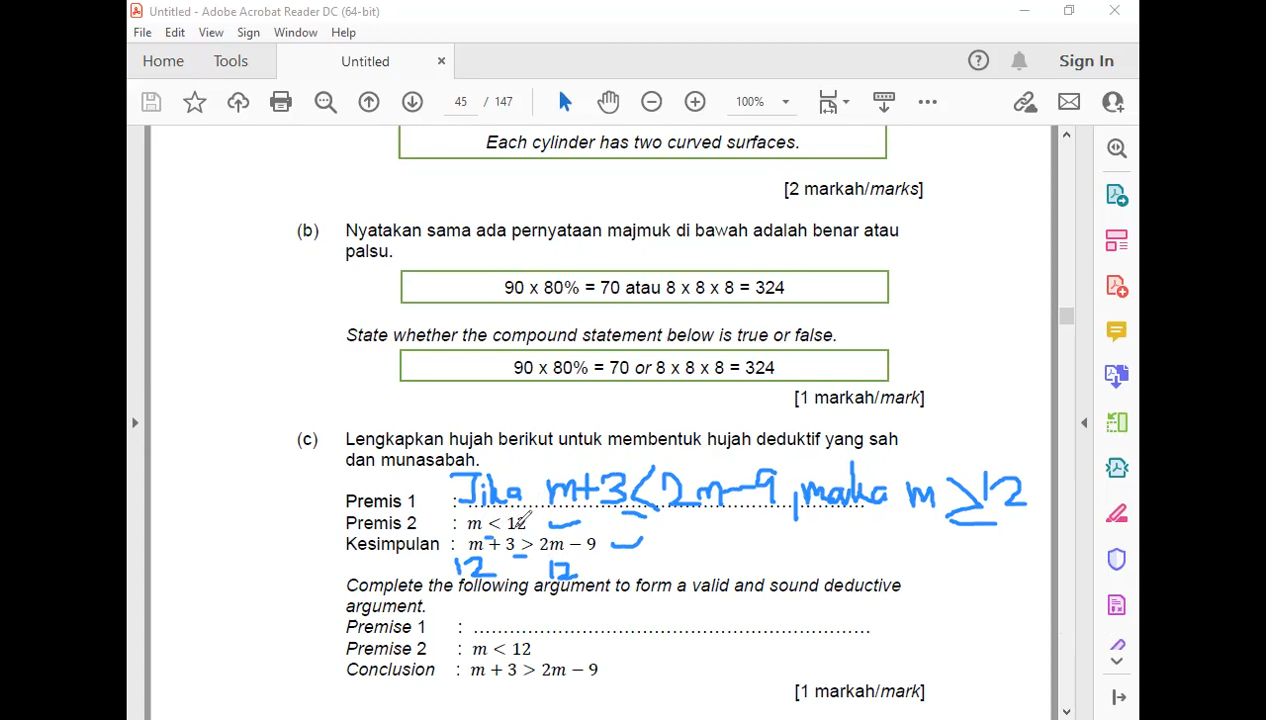 Untitled - Adobe Acrobat Reader DC (64-bit)
File Edit View Sign Window Help
Home Tools Untitled × ? Sign In
45 / 147 100%
Each cylinder has two curved surfaces.
[2 markah/marks]
(b) Nyatakan sama ada pernyataan majmuk di bawah adalah benar atau
palsu.
90 x 80% = 70 atau 8 x 8 x 8 = 324
State whether the compound statement below is true or false.
90 x 80% = 70 or 8 x 8 x 8 = 324
[1 markah/mark]
(c) Lengkapkan hujah berikut untuk membentuk hujah deduktif yang sah
dan munasabah.
Premis 1 : Jika m+3 < 2m-9, maka m ≥ 12
Premis 2 : m < 12
Kesimpulan : m + 3 > 2m − 9
12 12
Complete the following argument to form a valid and sound deductive
argument.
Premise 1 : ....................................................................
Premise 2 : m < 12
Conclusion : m + 3 > 2m − 9
[1 markah/mark]